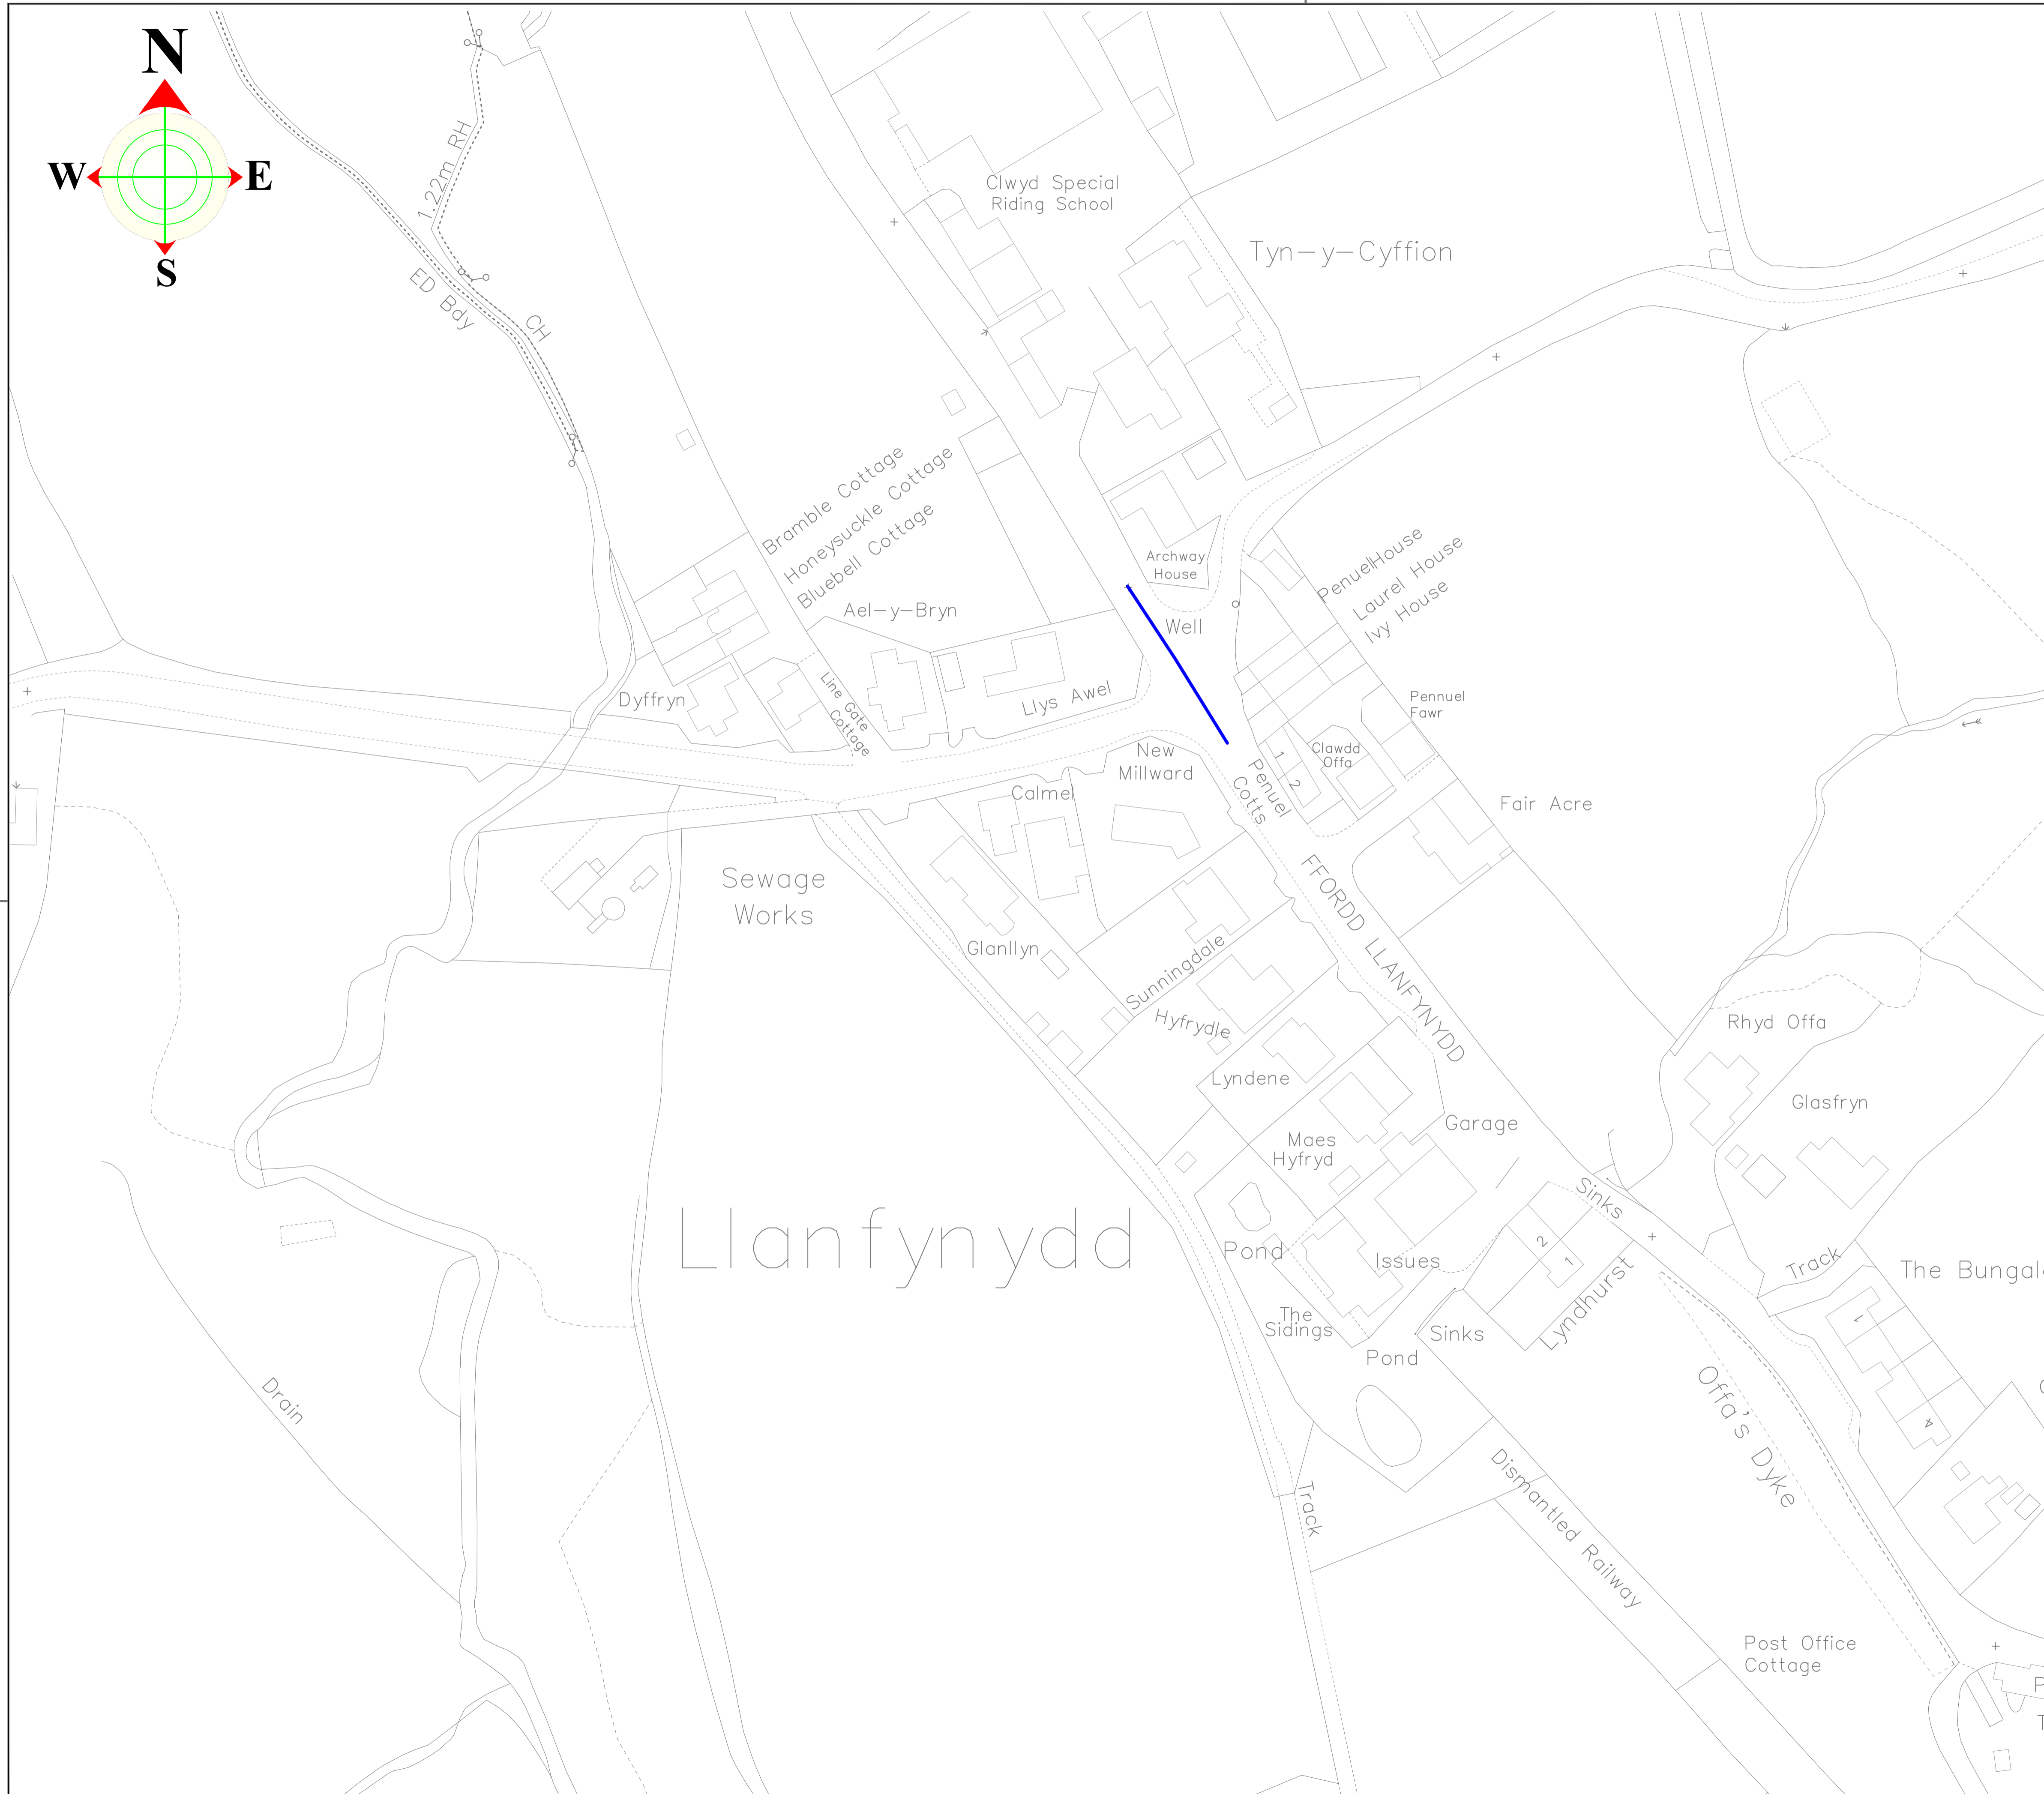 N
W
E
S
1.22m RH
ED Bdy
CH
Clwyd Special
Riding School
Tyn-y-Cyffion
Bramble Cottage
Honeysuckle Cottage
Bluebell Cottage
Ael-y-Bryn
Archway
House
Well
PenuelHouse
Laurel House
Ivy House
Dyffryn
Line Gate
Cottage
Llys Awel
Pennuel
Fawr
New
Millward
Clawdd
Offa
1
2
Penuel
Cotts
Calmel
Fair Acre
Sewage
Works
FFORDD LLANFYNYDD
Glanllyn
Sunningdale
Hyfrydle
Rhyd Offa
Lyndene
Glasfryn
Garage
Maes
Hyfryd
Sinks
Llanfynydd
Pond
Issues
2
1
Track
The Bungal
Lyndhurst
The
Sidings
Sinks
Pond
1
Offa's Dyke
Drain
4
Track
Dismantled Railway
Post Office
Cottage